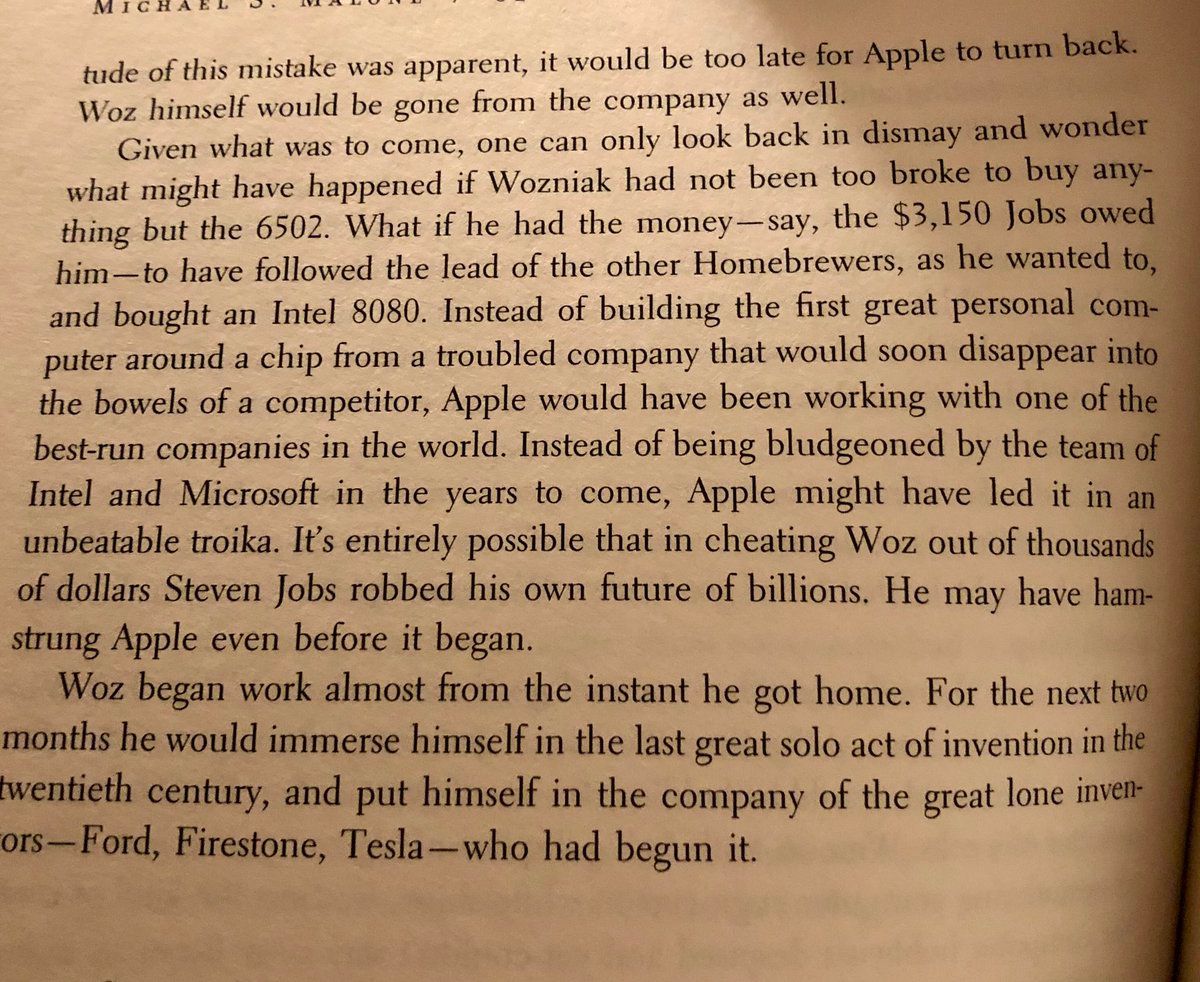 MICHAEL S. MALONE
tude of this mistake was apparent, it would be too late for Apple to turn back.
Woz himself would be gone from the company as well.
Given what was to come, one can only look back in dismay and wonder
what might have happened if Wozniak had not been too broke to buy any-
thing but the 6502. What if he had the money—say, the $3,150 Jobs owed
him—to have followed the lead of the other Homebrewers, as he wanted to,
and bought an Intel 8080. Instead of building the first great personal com-
puter around a chip from a troubled company that would soon disappear into
the bowels of a competitor, Apple would have been working with one of the
best-run companies in the world. Instead of being bludgeoned by the team of
Intel and Microsoft in the years to come, Apple might have led it in an
unbeatable troika. It's entirely possible that in cheating Woz out of thousands
of dollars Steven Jobs robbed his own future of billions. He may have ham-
strung Apple even before it began.
Woz began work almost from the instant he got home. For the next two
months he would immerse himself in the last great solo act of invention in the
twentieth century, and put himself in the company of the great lone inven-
ors—Ford, Firestone, Tesla—who had begun it.